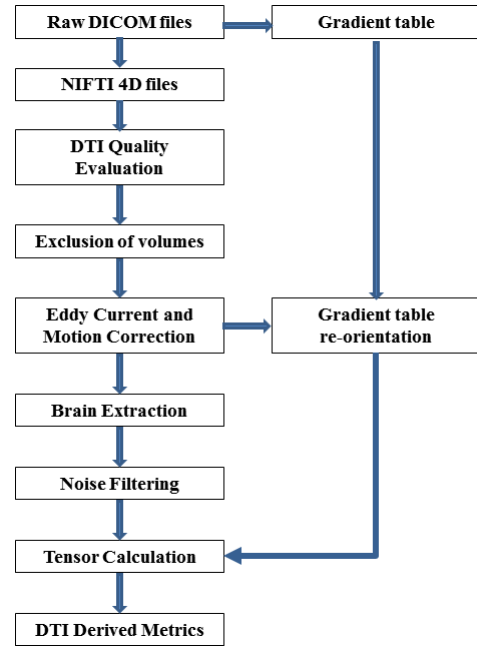 Raw DICOM files
Gradient table
NIFTI 4D files
DTI Quality
Evaluation
Exclusion of volumes
Eddy Current and
Motion Correction
Gradient table
re-orientation
Brain Extraction
Noise Filtering
Tensor Calculation
DTI Derived Metrics